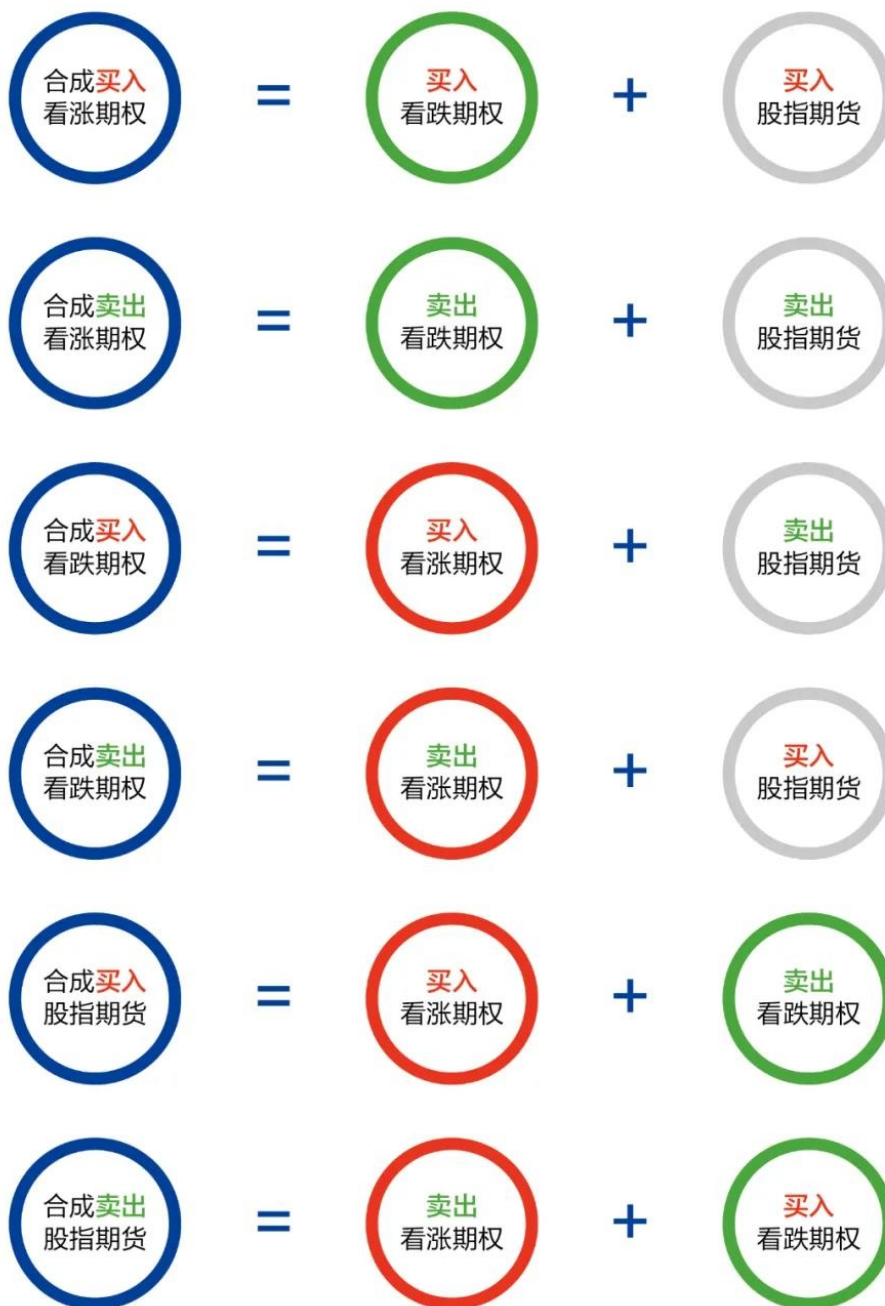 合成买入
看涨期权
=
买入
看跌期权
+
买入
股指期货
合成卖出
看涨期权
=
卖出
看跌期权
+
卖出
股指期货
合成买入
看跌期权
=
买入
看涨期权
+
卖出
股指期货
合成卖出
看跌期权
=
卖出
看涨期权
+
买入
股指期货
合成买入
股指期货
=
买入
看涨期权
+
卖出
看跌期权
合成卖出
股指期货
=
卖出
看涨期权
+
买入
看跌期权